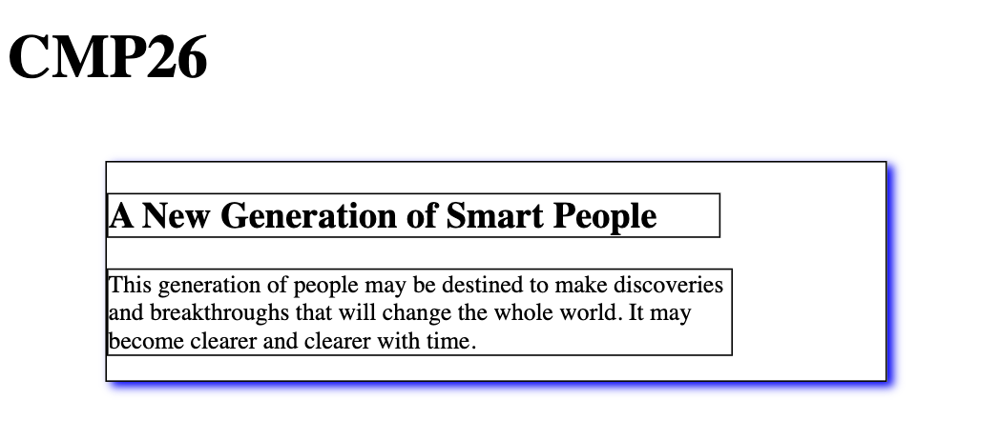 CMP26
A New Generation of Smart People
This generation of people may be destined to make discoveries
and breakthroughs that will change the whole world. It may
become clearer and clearer with time.